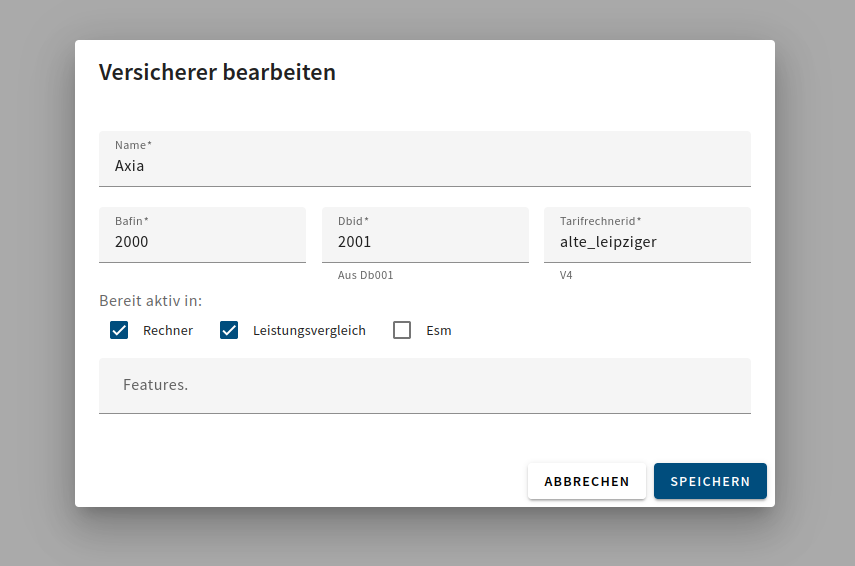 Versicherer bearbeiten
Name*
Axia
Bafin* Dbid* Tarifrechnerid*
2000 2001 alte_leipziger
Aus Db001 V4
Bereit aktiv in:
Rechner Leistungsvergleich Esm
Features.
ABBRECHEN SPEICHERN